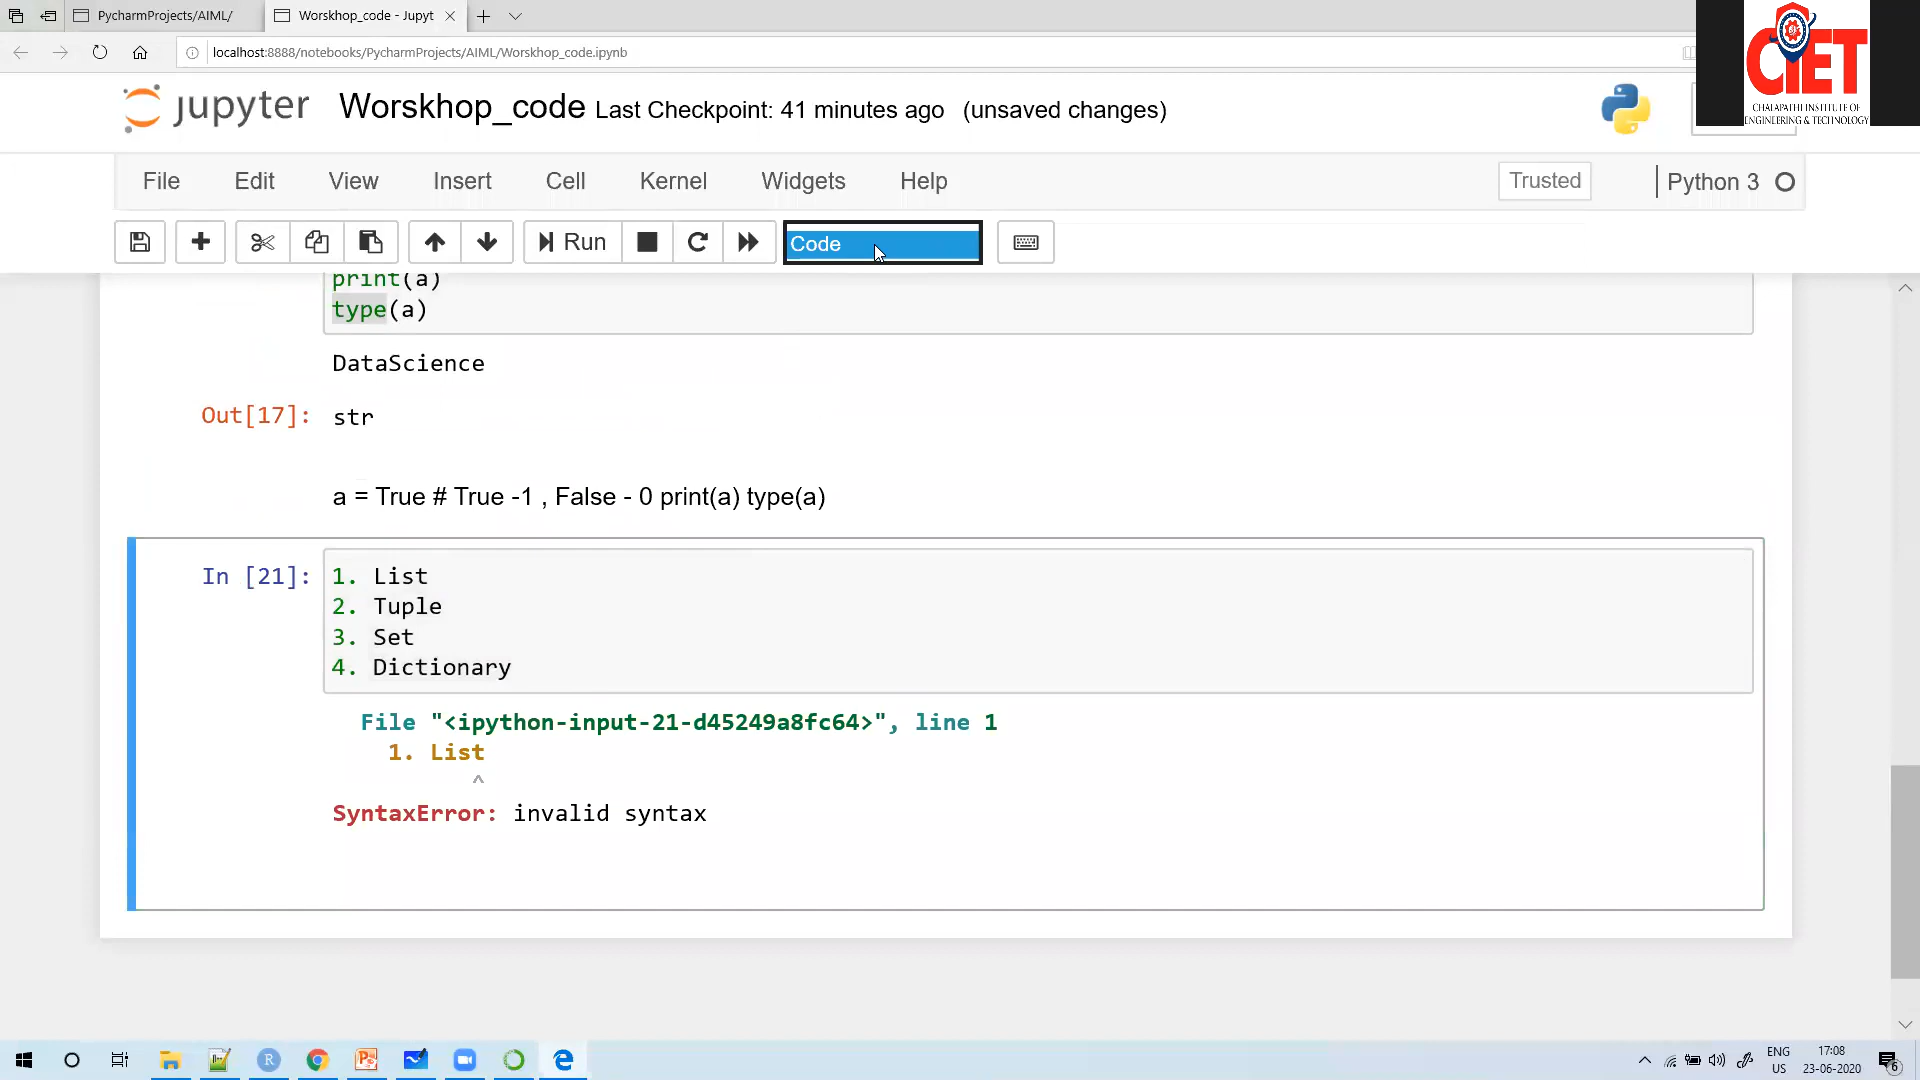 PycharmProjects/AIML/
Worskhop_code - Jupyt
localhost:8888/notebooks/PycharmProjects/AIML/Worskhop_code.ipynb
CIET
CHALAPATHI INSTITUTE OF
ENGINEERING & TECHNOLOGY
jupyter Worskhop_code Last Checkpoint: 41 minutes ago (unsaved changes)
File Edit View Insert Cell Kernel Widgets Help
Trusted
Python 3
Run
Code
print(a)
type(a)
DataScience
Out[17]: str
a = True # True -1 , False - 0 print(a) type(a)
In [21]: 1. List
2. Tuple
3. Set
4. Dictionary
File "<ipython-input-21-d45249a8fc64>", line 1
1. List
^
SyntaxError: invalid syntax
ENG
US
17:08
23-06-2020
6